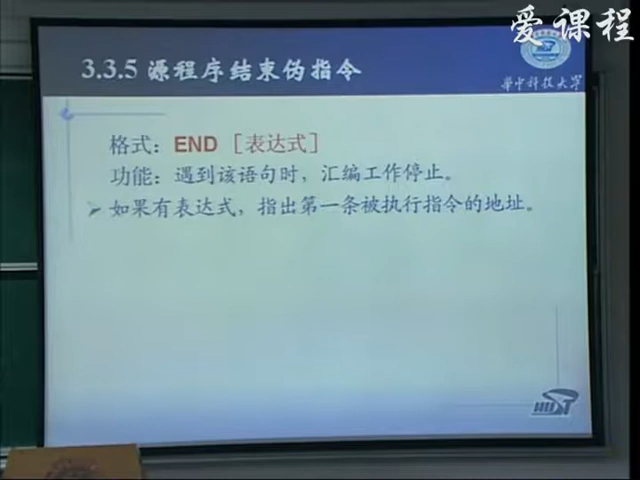 爱课程
3.3.5 源程序结束伪指令
华中科技大学
格式：END［表达式］
功能：遇到该语句时，汇编工作停止。
如果有表达式，指出第一条被执行指令的地址。
HUST